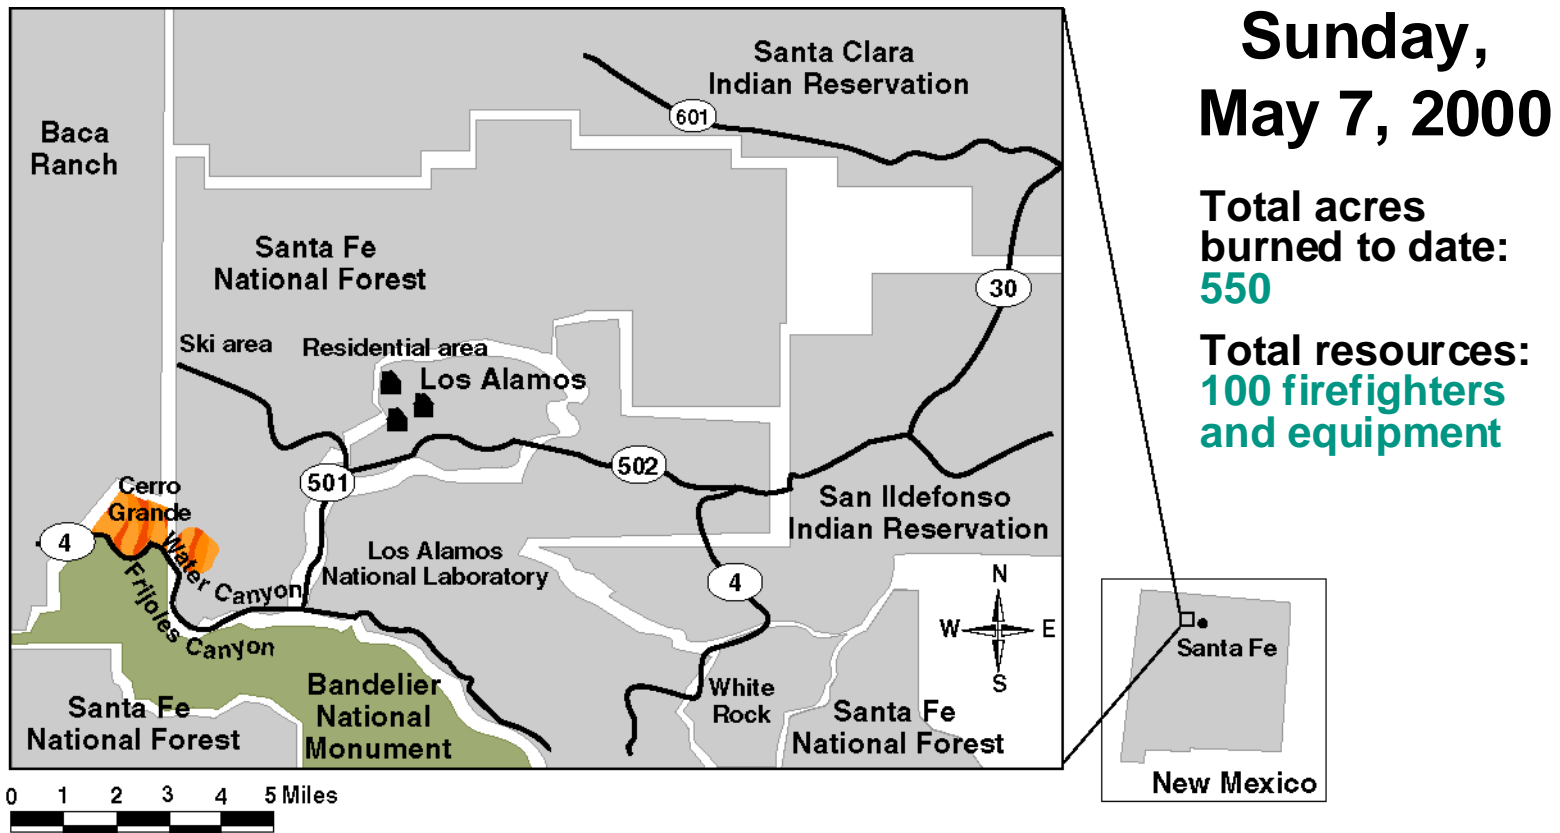 Sunday,
May 7, 2000
Total acres
burned to date:
550
Total resources:
100 firefighters
and equipment
Santa Clara
Indian Reservation
601
Baca
Ranch
Santa Fe
National Forest
30
Ski area
Residential area
Los Alamos
502
501
Cerro
Grande
4
Water Canyon
Frijoles Canyon
Los Alamos
National Laboratory
San Ildefonso
Indian Reservation
4
N
W
E
S
Santa Fe
National Forest
Bandelier
National
Monument
White
Rock
Santa Fe
National Forest
Santa Fe
New Mexico
0 1 2 3 4 5 Miles